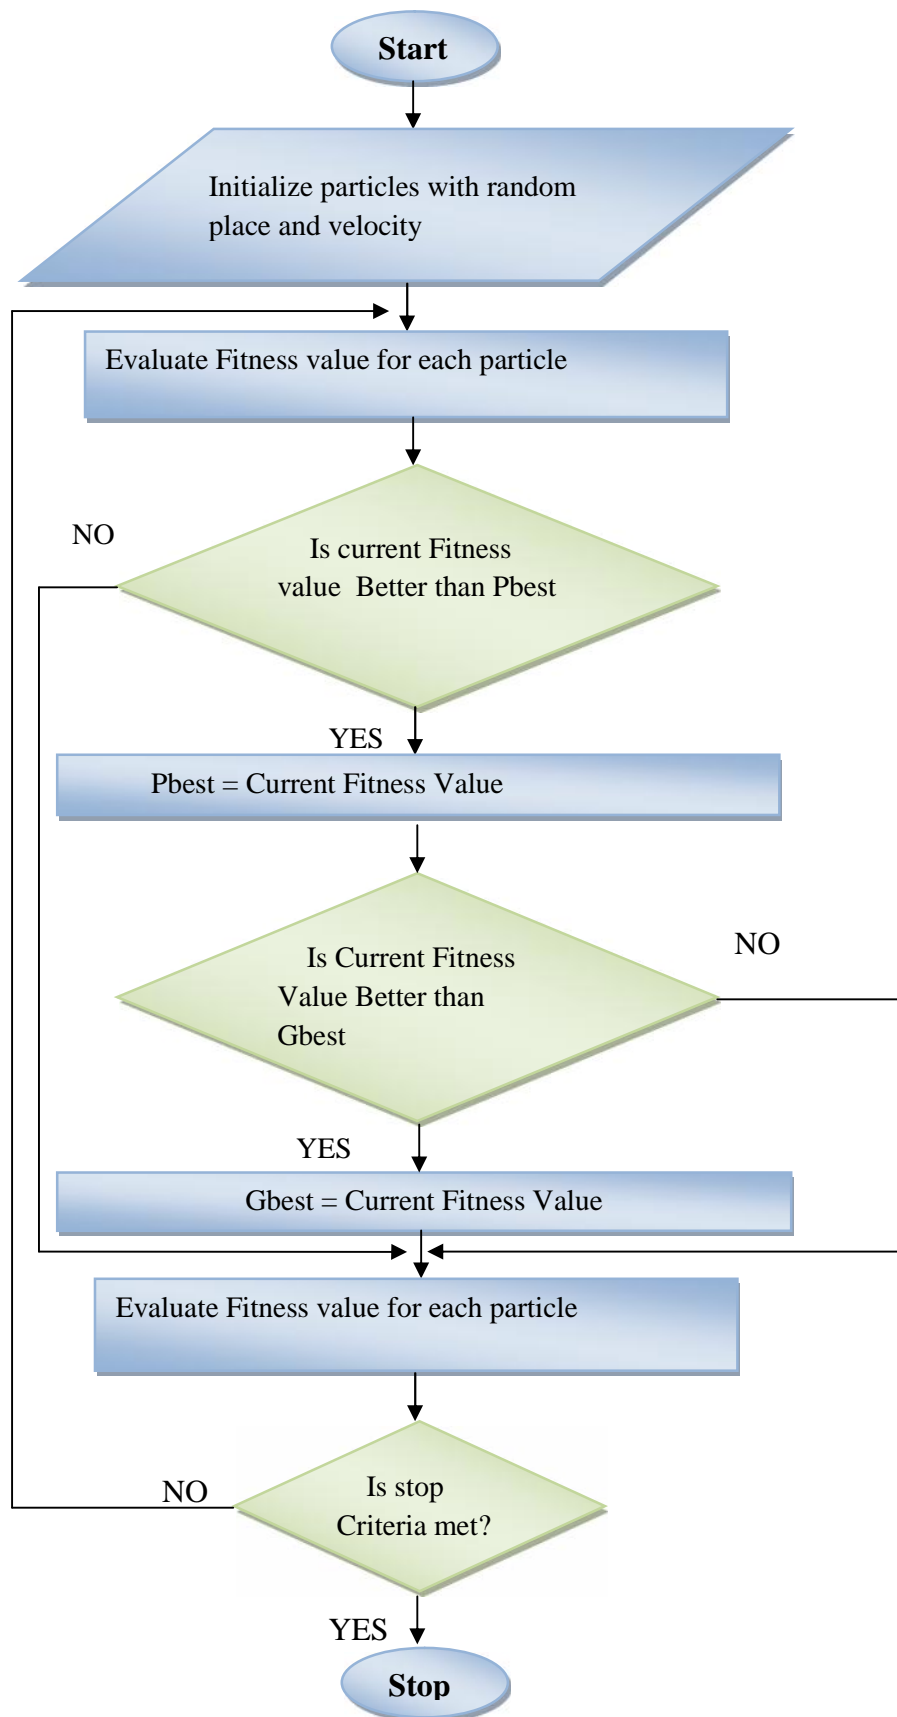 Start
Initialize particles with random
place and velocity
Evaluate Fitness value for each particle
NO
Is current Fitness
value Better than Pbest
YES
Pbest = Current Fitness Value
Is Current Fitness
Value Better than
Gbest
NO
YES
Gbest = Current Fitness Value
Evaluate Fitness value for each particle
Is stop
Criteria met?
NO
YES
Stop